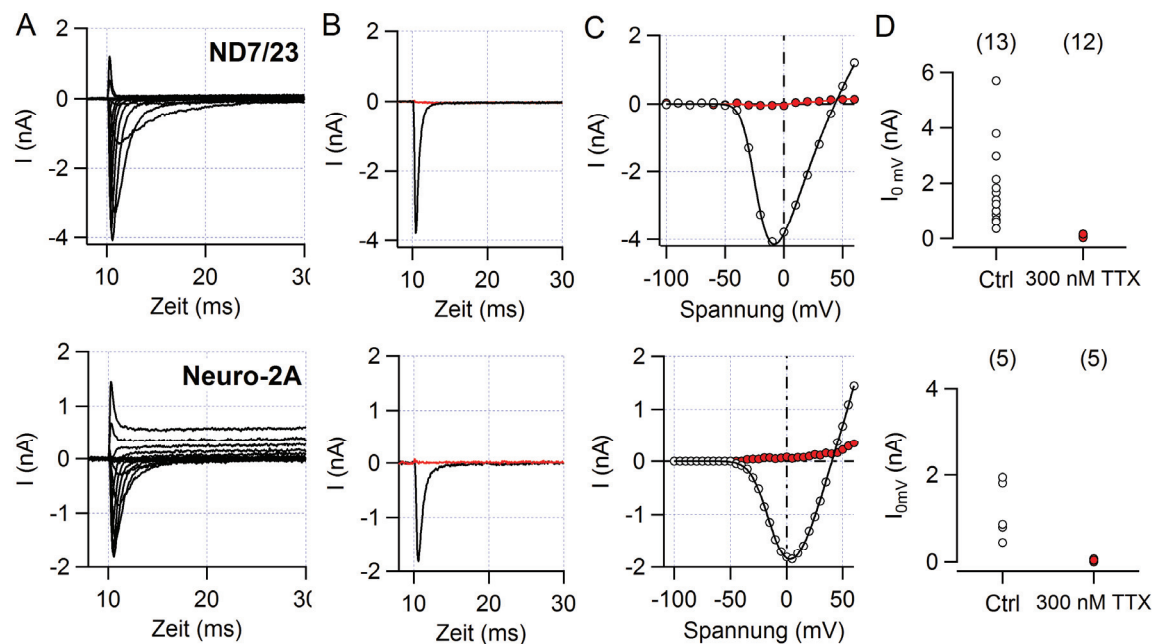 A
ND7/23
2
0
-2
-4
I (nA)
10
20
30
Zeit (ms)
B
2
0
-2
-4
I (nA)
10
20
30
Zeit (ms)
C
2
0
-2
-4
I (nA)
-100
-50
0
50
Spannung (mV)
D
(13)
(12)
6
4
2
0
I0 mV (nA)
Ctrl
300 nM TTX
Neuro-2A
2
1
0
-1
-2
I (nA)
10
20
30
Zeit (ms)
2
1
0
-1
-2
I (nA)
10
20
30
Zeit (ms)
2
1
0
-1
-2
I (nA)
-100
-50
0
50
Spannung (mV)
(5)
(5)
4
2
0
I0mV (nA)
Ctrl
300 nM TTX